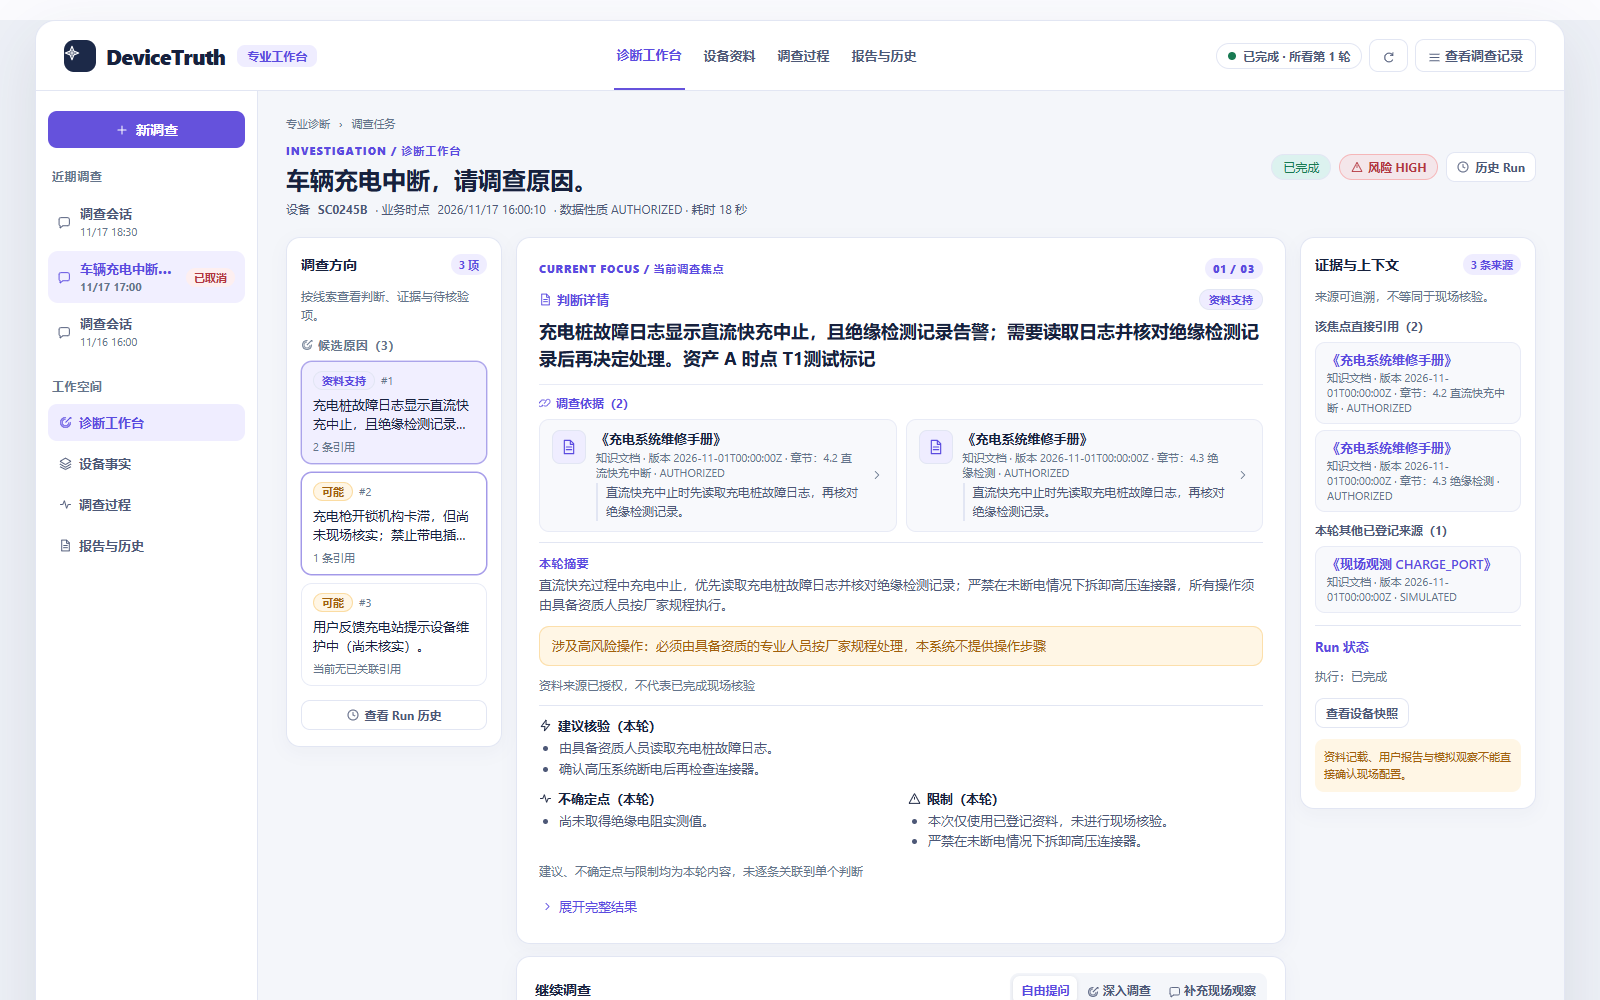 DeviceTruth 专业工作台
诊断工作台 设备资料 调查过程 报告与历史
已完成 · 所看第 1 轮
查看调查记录
新调查
近期调查
调查会话
11/17 18:30
车辆充电中断...
11/17 17:00
已取消
调查会话
11/16 16:00
工作空间
诊断工作台
设备事实
调查过程
报告与历史
专业诊断 › 调查任务
INVESTIGATION / 诊断工作台
车辆充电中断，请调查原因。
设备 SC0245B · 业务时点 2026/11/17 16:00:10 · 数据性质 AUTHORIZED · 耗时 18 秒
已完成
风险 HIGH
历史 Run
调查方向
3 项
按线索查看判断、证据与待核验
项。
候选原因（3）
资料支持 #1
充电桩故障日志显示直流快
充中止，且绝缘检测记录...
2 条引用
可能 #2
充电枪开锁机构卡滞，但尚
未现场核实；禁止带电插...
1 条引用
可能 #3
用户反馈充电站提示设备维
护中（尚未核实）。
当前无已关联引用
查看 Run 历史
CURRENT FOCUS / 当前调查焦点
01 / 03
判断详情
资料支持
充电桩故障日志显示直流快充中止，且绝缘检测记录告警；需要读取日志并核对绝缘检测记
录后再决定处理。资产 A 时点 T1测试标记
调查依据（2）
《充电系统维修手册》
知识文档 · 版本 2026-11-01T00:00:00Z · 章节：4.2 直
流快充中断 · AUTHORIZED
直流快充中止时先读取充电桩故障日志，再核对
绝缘检测记录。
《充电系统维修手册》
知识文档 · 版本 2026-11-01T00:00:00Z · 章节：4.3 绝
缘检测 · AUTHORIZED
直流快充中止时先读取充电桩故障日志，再核对
绝缘检测记录。
本轮摘要
直流快充过程中充电中止，优先读取充电桩故障日志并核对绝缘检测记录；严禁在未断电情况下拆卸高压连接器，所有操作须
由具备资质人员按厂家规程执行。
涉及高风险操作：必须由具备资质的专业人员按厂家规程处理，本系统不提供操作步骤
资料来源已授权，不代表已完成现场核验
建议核验（本轮）
由具备资质人员读取充电桩故障日志。
确认高压系统断电后再检查连接器。
不确定点（本轮）
尚未取得绝缘电阻实测值。
限制（本轮）
本次仅使用已登记资料，未进行现场核验。
严禁在未断电情况下拆卸高压连接器。
建议、不确定点与限制均为本轮内容，未逐条关联到单个判断
展开完整结果
继续调查
自由提问 深入调查 补充现场观察
证据与上下文
3 条来源
来源可追溯，不等同于现场核验。
该焦点直接引用（2）
《充电系统维修手册》
知识文档 · 版本 2026-11-
01T00:00:00Z · 章节：4.2 直流快充中
断 · AUTHORIZED
《充电系统维修手册》
知识文档 · 版本 2026-11-
01T00:00:00Z · 章节：4.3 绝缘检测 ·
AUTHORIZED
本轮其他已登记来源（1）
《现场观测 CHARGE_PORT》
知识文档 · 版本 2026-11-
01T00:00:00Z · SIMULATED
Run 状态
执行：已完成
查看设备快照
资料记载、用户报告与模拟观察不能直
接确认现场配置。